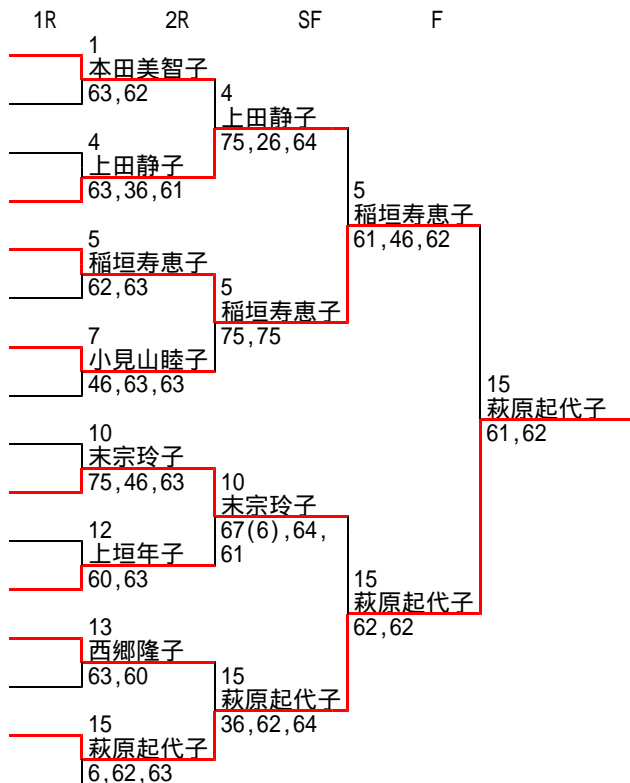 1R 2R SF F
1
本田美智子
63,62
4
上田静子
63,36,61
5
稲垣寿恵子
62,63
7
小見山睦子
46,63,63
10
末宗玲子
75,46,63
12
上垣年子
60,63
13
西郷隆子
63,60
15
萩原起代子
6,62,63
4
上田静子
75,26,64
5
稲垣寿恵子
75,75
10
末宗玲子
67(6),64,
61
15
萩原起代子
36,62,64
5
稲垣寿恵子
61,46,62
15
萩原起代子
62,62
15
萩原起代子
61,62